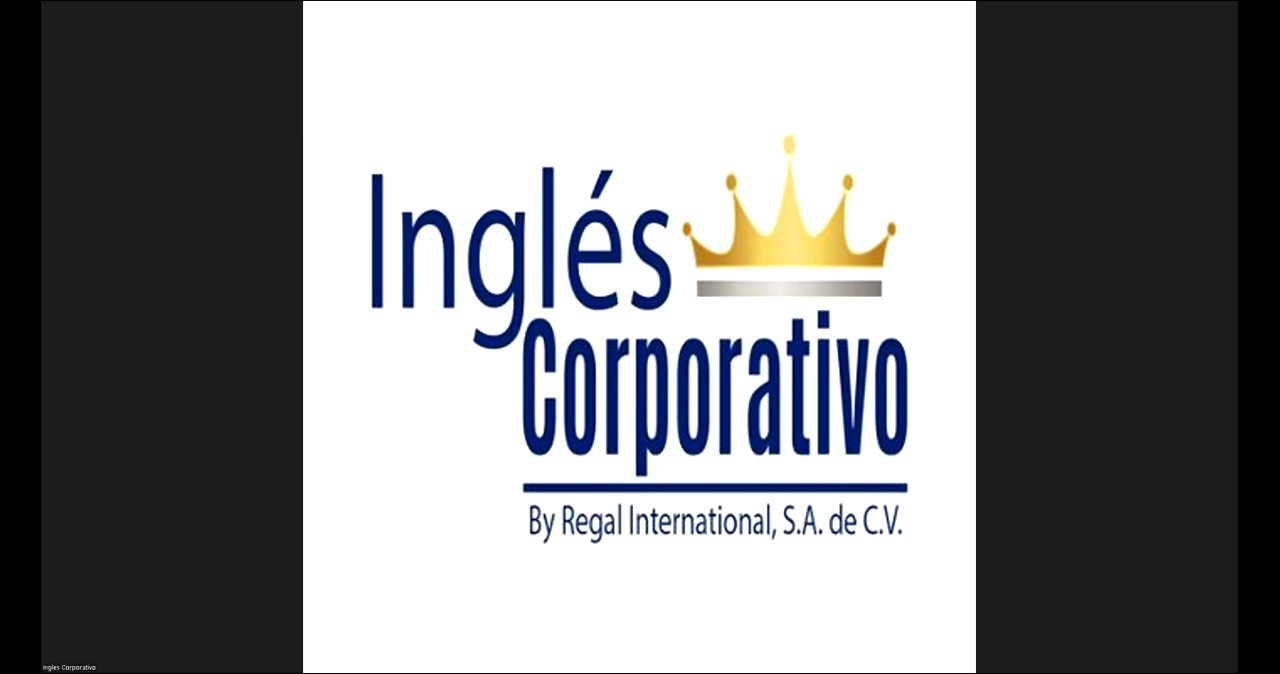 Inglés
Corporativo
By Regal International, S.A. de C.V.
Ingles Corporativo